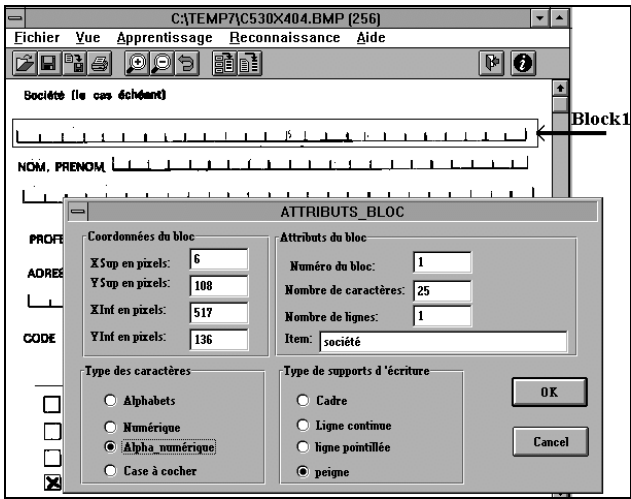 C:\TEMP7\C530X404.BMP (256)
Fichier Vue Apprentissage Reconnaissance Aide
Société (le cas échéant)
Block1
NOM, PRENOM
ATTRIBUTS_BLOC
PROFE
ADRES
CODE
Coordonnées du bloc
XSup en pixels: 6
YSup en pixels: 108
XInf en pixels: 517
YInf en pixels: 136
Attributs du bloc
Numéro du bloc: 1
Nombre de caractères: 25
Nombre de lignes: 1
Item: société
Type des caractères
Alphabets
Numérique
Alpha_numérique
Case à cocher
Type de supports d 'écriture
Cadre
Ligne continue
ligne pointillée
peigne
OK
Cancel